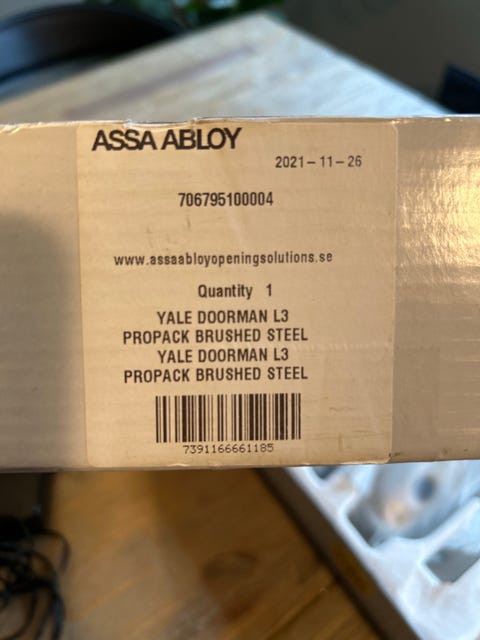 ASSA ABLOY
2021-11-26
706795100004
www.assaabloyopeningsolutions.se
Quantity 1
YALE DOORMAN L3
PROPACK BRUSHED STEEL
YALE DOORMAN L3
PROPACK BRUSHED STEEL
7391166661185